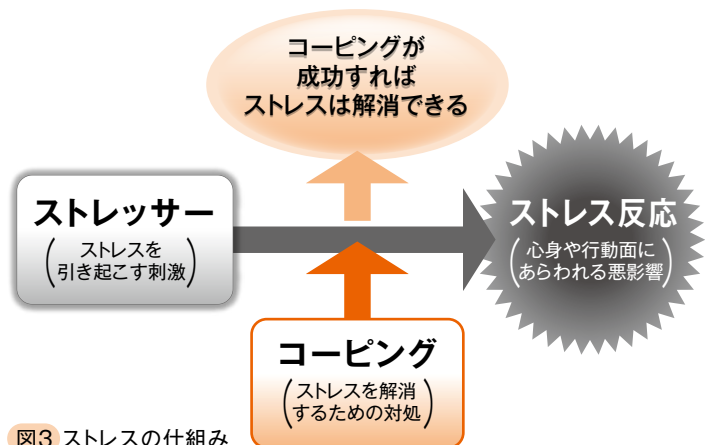 コーピングが
成功すれば
ストレスは解消できる
ストレッサー
(ストレスを
引き起こす刺激)
ストレス反応
(心身や行動面に
あらわれる悪影響)
コーピング
(ストレスを解消
するための対処)
図3 ストレスの仕組み